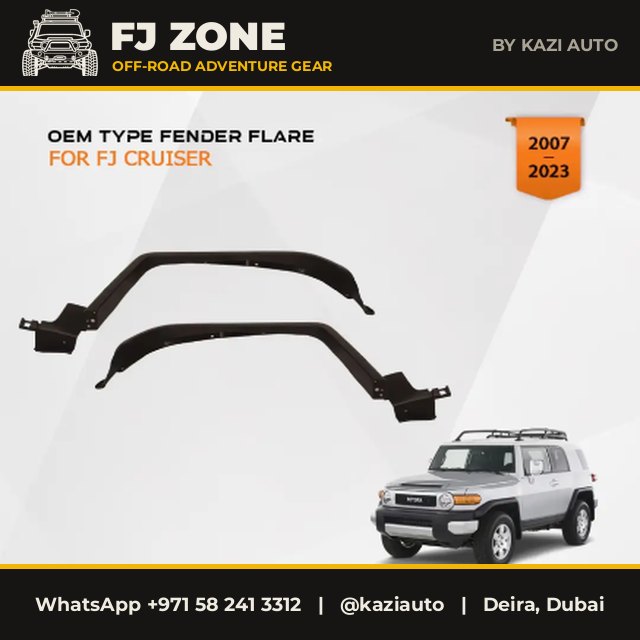 FJ ZONE
OFF-ROAD ADVENTURE GEAR
BY KAZI AUTO
OEM TYPE FENDER FLARE
FOR FJ CRUISER
2007
–
2023
TOYOTA
WhatsApp +971 58 241 3312 | @kaziauto | Deira, Dubai